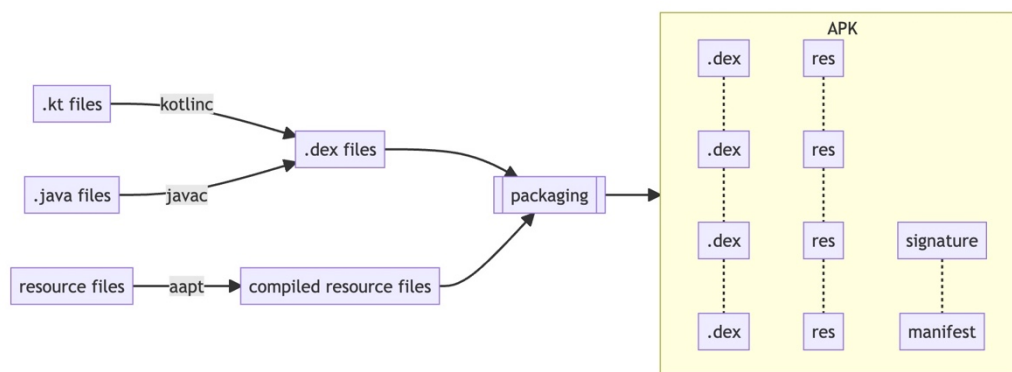 APK
.dex
res
.kt files
kotlinc
.dex files
.dex
res
.java files
javac
packaging
.dex
res
signature
resource files
aapt
compiled resource files
.dex
res
manifest